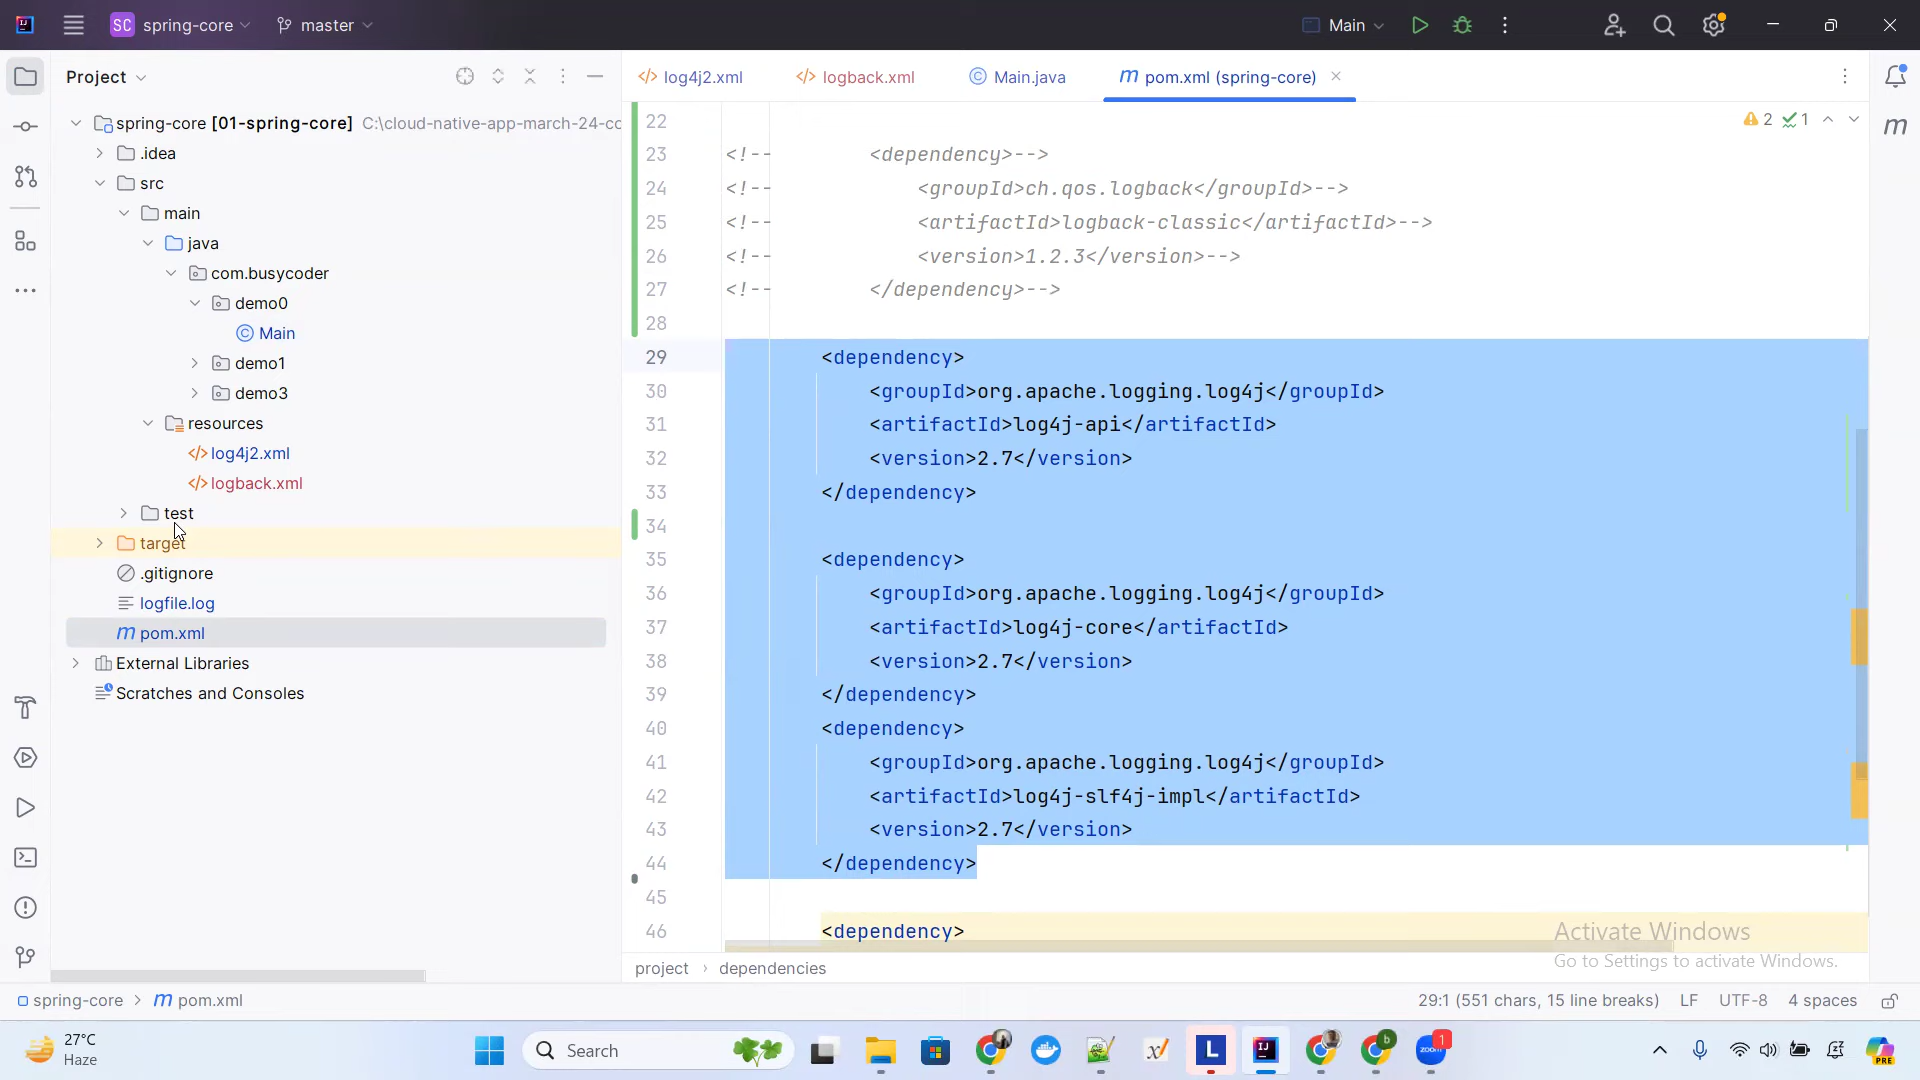 SC spring-core master Main
Project
log4j2.xml logback.xml Main.java m pom.xml (spring-core)
spring-core [01-spring-core] C:\cloud-native-app-march-24-co
.idea
src
main
java
com.busycoder
demo0
Main
demo1
demo3
resources
log4j2.xml
logback.xml
test
target
.gitignore
logfile.log
m pom.xml
External Libraries
Scratches and Consoles
2 1
22
23 <!-- <dependency>-->
24 <!-- <groupId>ch.qos.logback</groupId>-->
25 <!-- <artifactId>logback-classic</artifactId>-->
26 <!-- <version>1.2.3</version>-->
27 <!-- </dependency>-->
28
29 <dependency>
30 <groupId>org.apache.logging.log4j</groupId>
31 <artifactId>log4j-api</artifactId>
32 <version>2.7</version>
33 </dependency>
34
35 <dependency>
36 <groupId>org.apache.logging.log4j</groupId>
37 <artifactId>log4j-core</artifactId>
38 <version>2.7</version>
39 </dependency>
40 <dependency>
41 <groupId>org.apache.logging.log4j</groupId>
42 <artifactId>log4j-slf4j-impl</artifactId>
43 <version>2.7</version>
44 </dependency>
45
46 <dependency>
m
Activate Windows
Go to Settings to activate Windows.
project › dependencies
spring-core > m pom.xml 29:1 (551 chars, 15 line breaks) LF UTF-8 4 spaces
27°C
Haze
Search
L
zoom 1
PRE